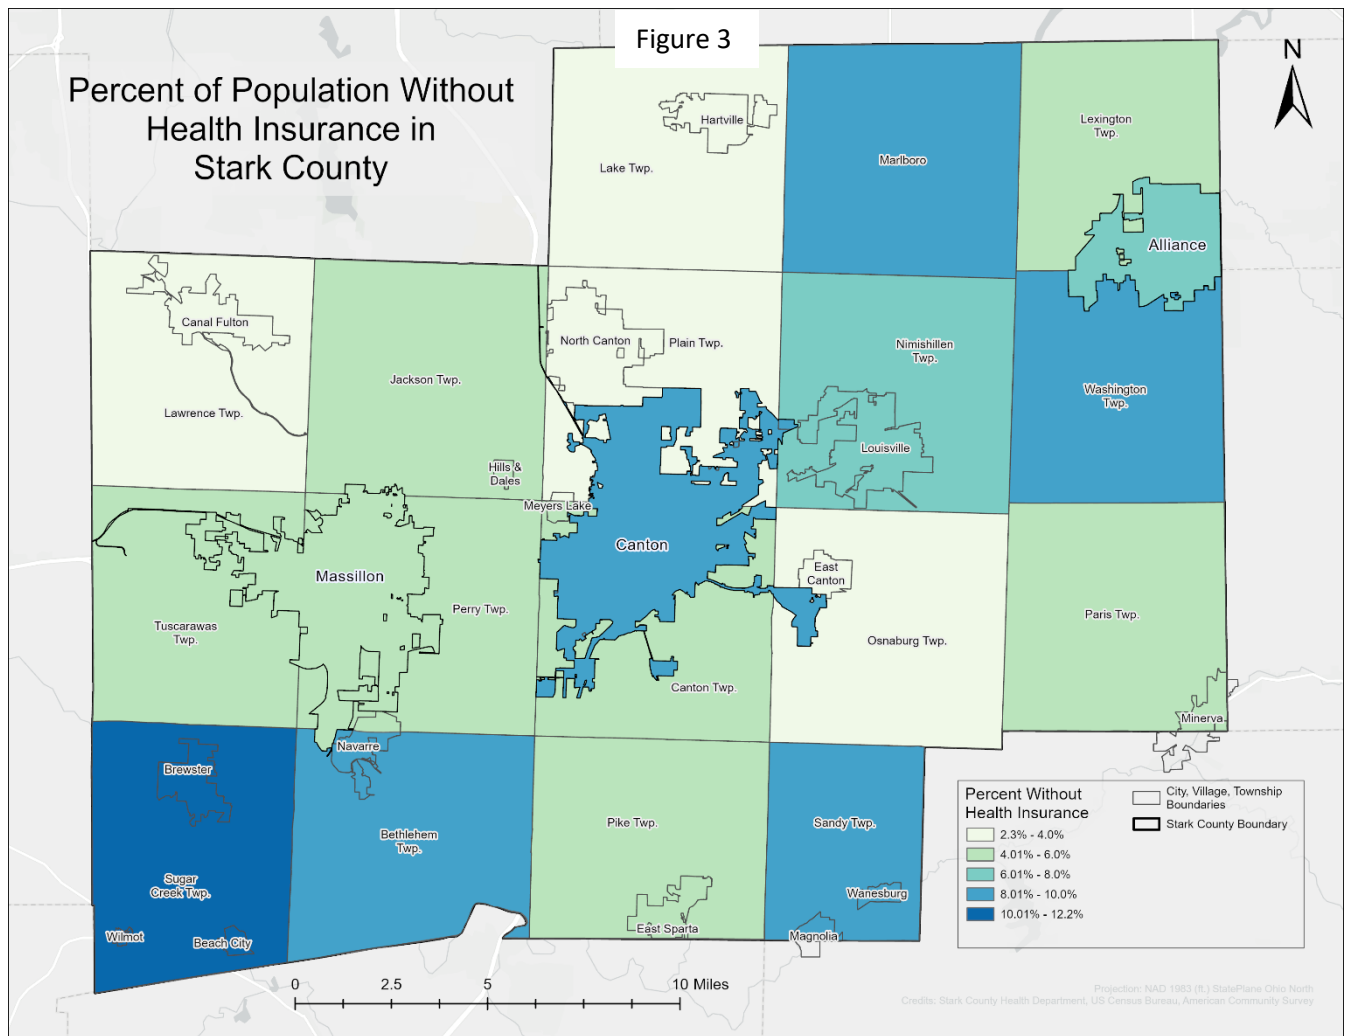 Figure 3
Percent of Population Without
Health Insurance in
Stark County
N
Hartville
Lake Twp.
Marlboro
Lexington
Twp.
Alliance
Canal Fulton
Lawrence Twp.
Jackson Twp.
North Canton
Plain Twp.
Nimishillen
Twp.
Washington
Twp.
Louisville
Hills &
Dales
Meyers Lake
Canton
East
Canton
Massillon
Perry Twp.
Tuscarawas
Twp.
Osnaburg Twp.
Paris Twp.
Canton Twp.
Minerva
Navarre
Brewster
Bethlehem
Twp.
Pike Twp.
Sandy Twp.
Sugar
Creek Twp.
Wanesburg
Wilmot
Beach City
East Sparta
Magnolia
Percent Without
Health Insurance
2.3% - 4.0%
4.01% - 6.0%
6.01% - 8.0%
8.01% - 10.0%
10.01% - 12.2%
City, Village, Township
Boundaries
Stark County Boundary
0 2.5 5 10 Miles
Projection: NAD 1983 (ft.) StatePlane Ohio North
Credits: Stark County Health Department, US Census Bureau, American Community Survey